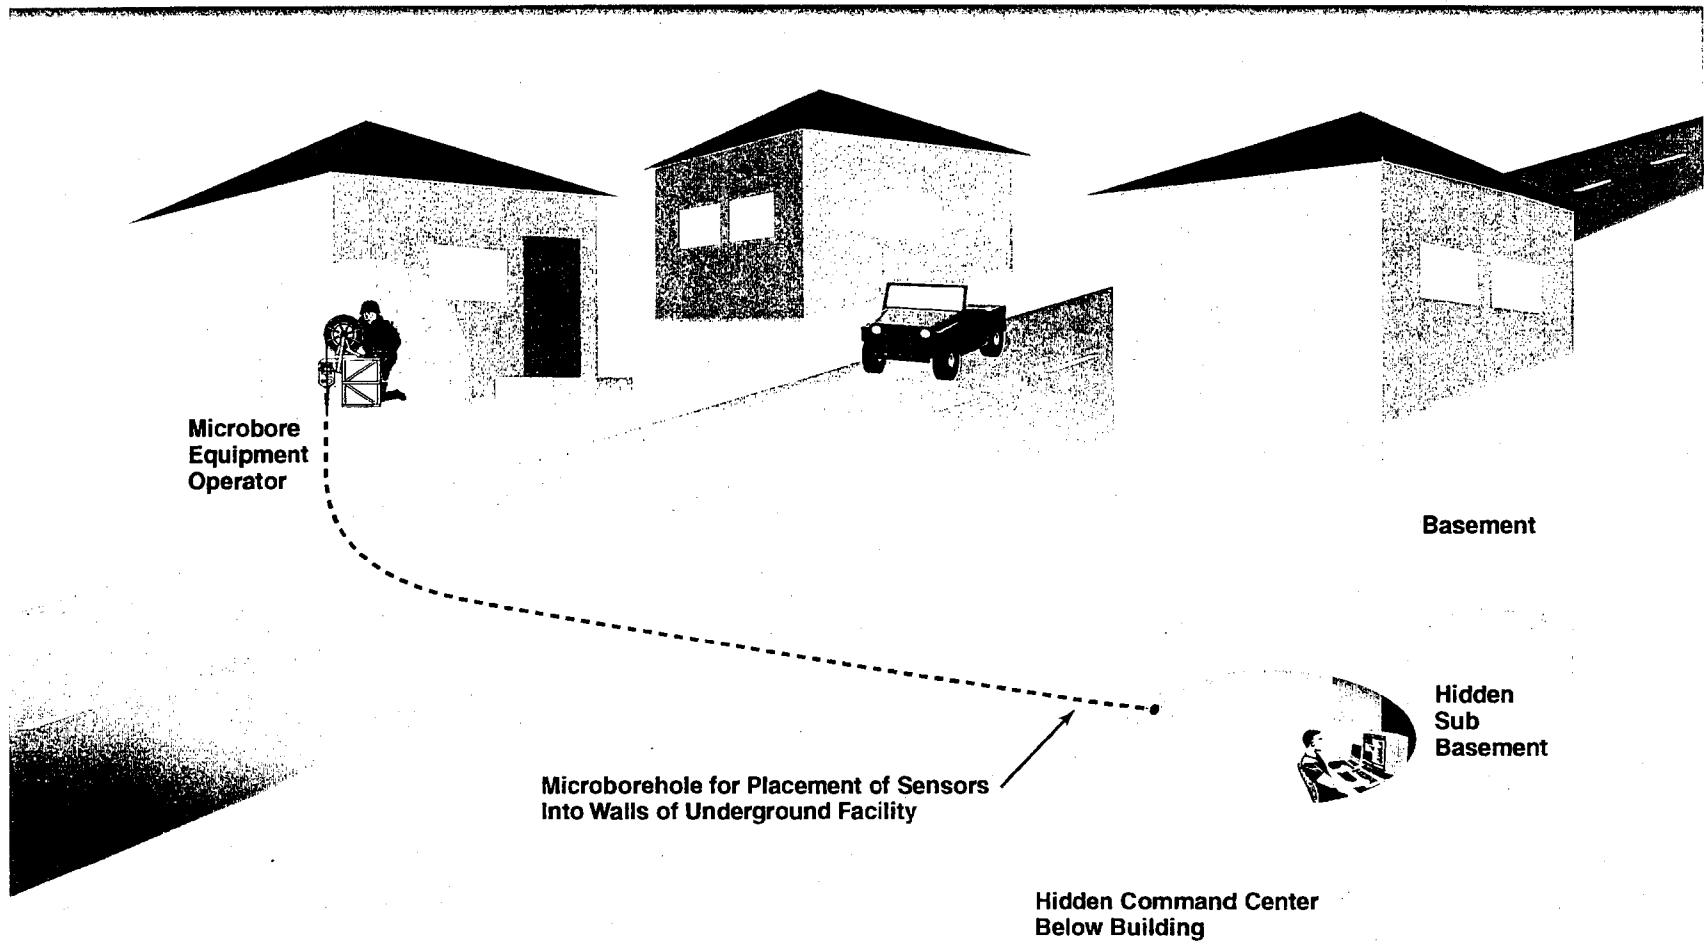 Microbore
Equipment
Operator
Basement
Hidden
Sub
Basement
Microborehole for Placement of Sensors
Into Walls of Underground Facility
Hidden Command Center
Below Building